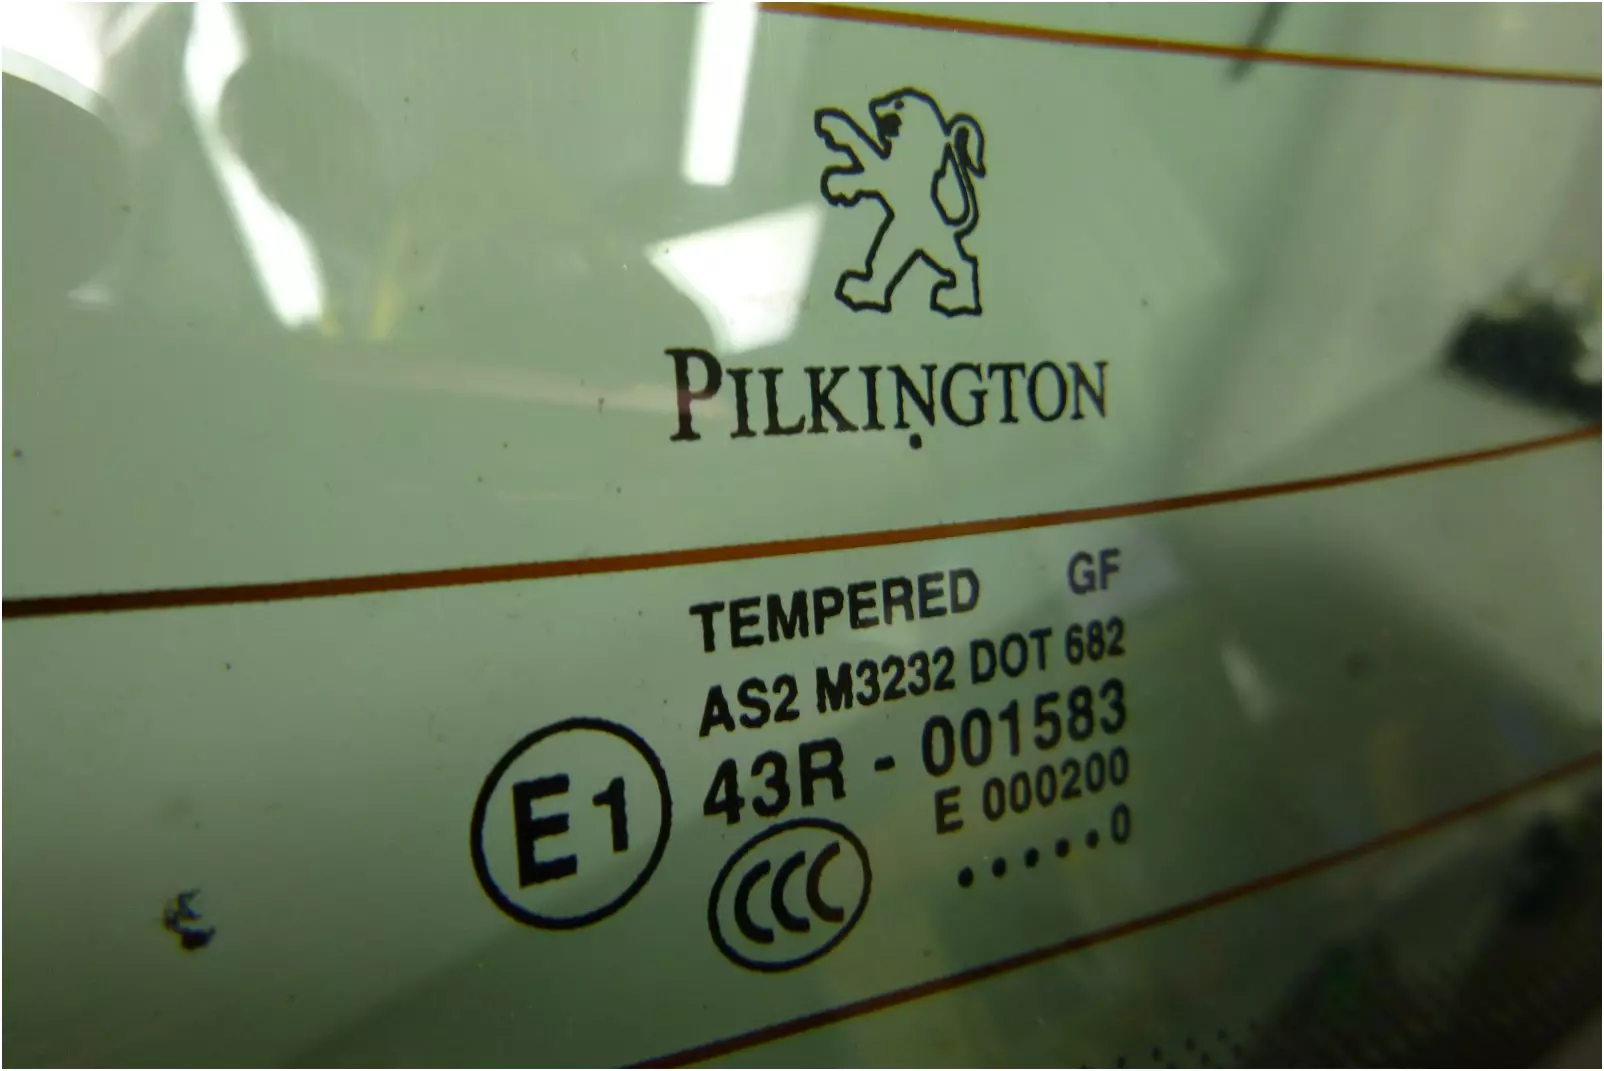 PILKINGTON
TEMPERED GF
AS2 M3232 DOT 682
43R - 001583
E1
E 000200
CCC
.....0